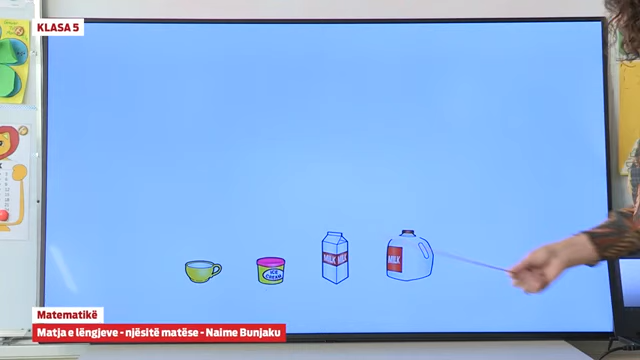 KLASA 5
ICE
CREAM
MILK
MILK
MILK
Matematikë
Matja e lëngjeve - njësitë matëse - Naime Bunjaku